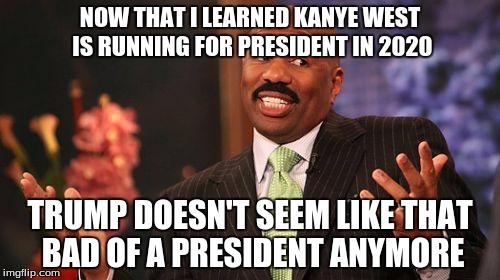 NOW THAT I LEARNED KANYE WEST
IS RUNNING FOR PRESIDENT IN 2020
TRUMP DOESN'T SEEM LIKE THAT
BAD OF A PRESIDENT ANYMORE
imgflip.com